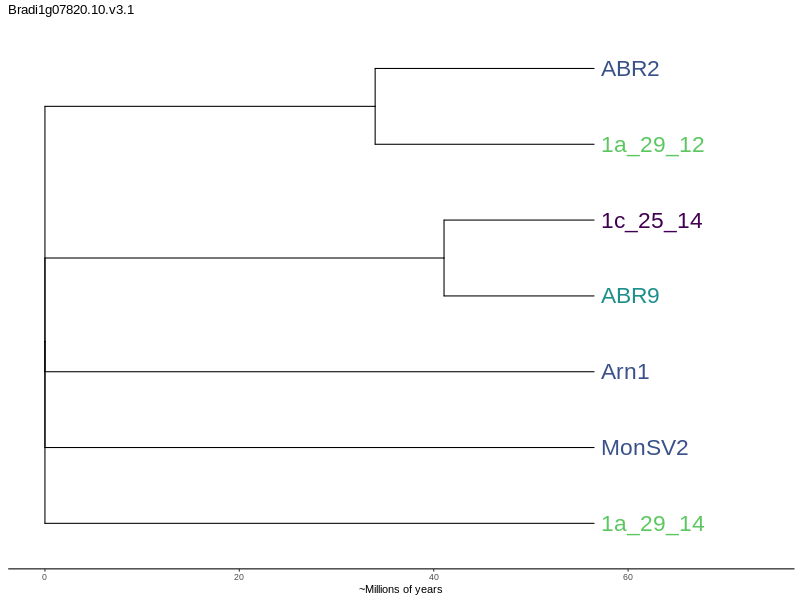 Bradi1g07820.10.v3.1
ABR2
1a_29_12
1c_25_14
ABR9
Arn1
MonSV2
1a_29_14
0 20 40 60
~Millions of years